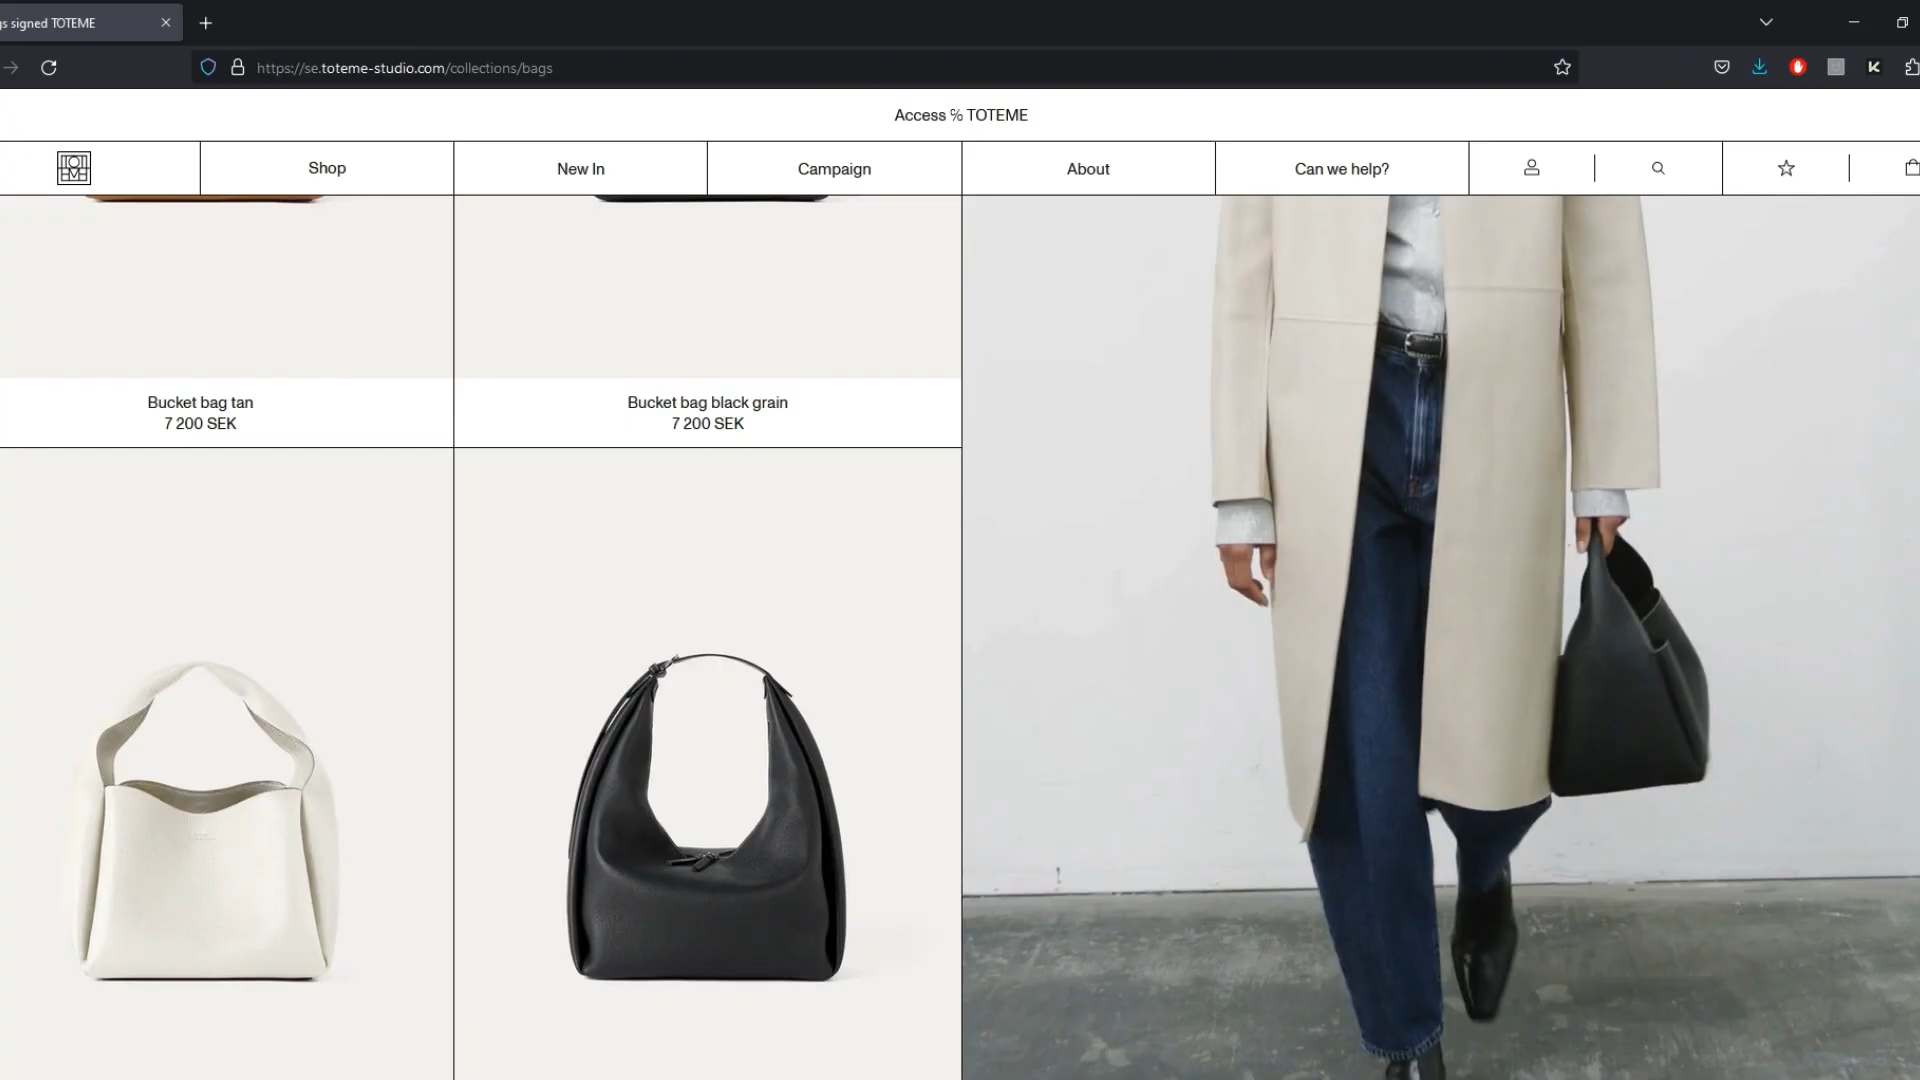 gs signed TOTEME
https://se.toteme-studio.com/collections/bags
Access ℅ TOTEME
Shop
New In
Campaign
About
Can we help?
Bucket bag tan
7 200 SEK
Bucket bag black grain
7 200 SEK